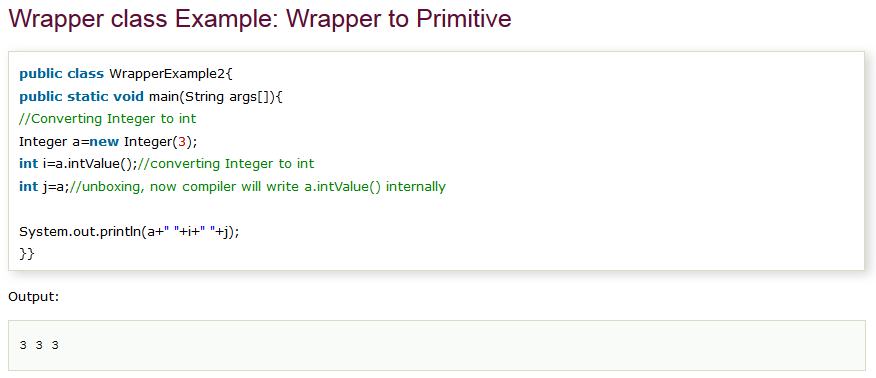 Wrapper class Example: Wrapper to Primitive
public class WrapperExample2{
public static void main(String args[]){
//Converting Integer to int
Integer a=new Integer(3);
int i=a.intValue();//converting Integer to int
int j=a;//unboxing, now compiler will write a.intValue() internally
System.out.println(a+" "+i+" "+j);
}}
Output:
3 3 3